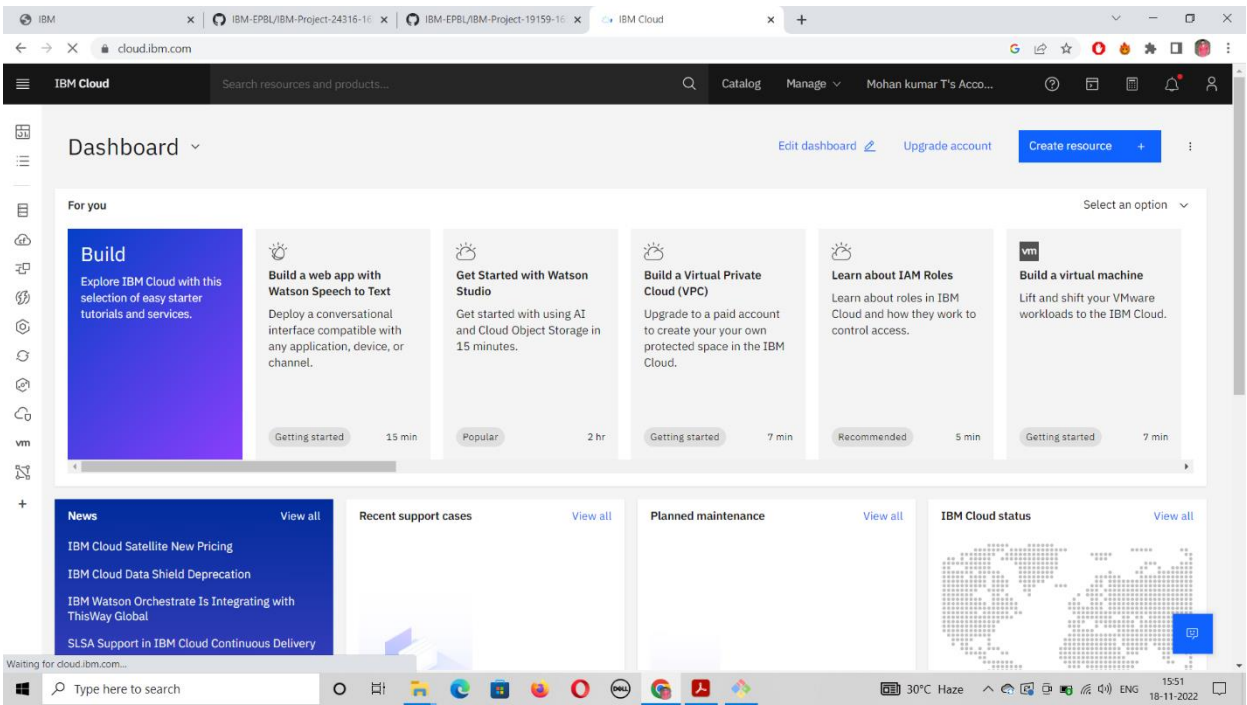 IBM
IBM-EPBL/IBM-Project-24316-16
IBM-EPBL/IBM-Project-19159-16
IBM Cloud
cloud.ibm.com
IBM Cloud
Search resources and products...
Catalog
Manage
Mohan kumar T's Acco...
Dashboard
Edit dashboard
Upgrade account
Create resource +
For you
Select an option
Build
Explore IBM Cloud with this
selection of easy starter
tutorials and services.
Build a web app with
Watson Speech to Text
Deploy a conversational
interface compatible with
any application, device, or
channel.
Getting started 15 min
Get Started with Watson
Studio
Get started with using AI
and Cloud Object Storage in
15 minutes.
Popular 2 hr
Build a Virtual Private
Cloud (VPC)
Upgrade to a paid account
to create your your own
protected space in the IBM
Cloud.
Getting started 7 min
Learn about IAM Roles
Learn about roles in IBM
Cloud and how they work to
control access.
Recommended 5 min
vm
Build a virtual machine
Lift and shift your VMware
workloads to the IBM Cloud.
Getting started 7 min
vm
News View all
IBM Cloud Satellite New Pricing
IBM Cloud Data Shield Deprecation
IBM Watson Orchestrate Is Integrating with
ThisWay Global
SLSA Support in IBM Cloud Continuous Delivery
Recent support cases View all
Planned maintenance View all
IBM Cloud status View all
Waiting for cloud.ibm.com...
Type here to search
DELL
30°C Haze
ENG
15:51
18-11-2022